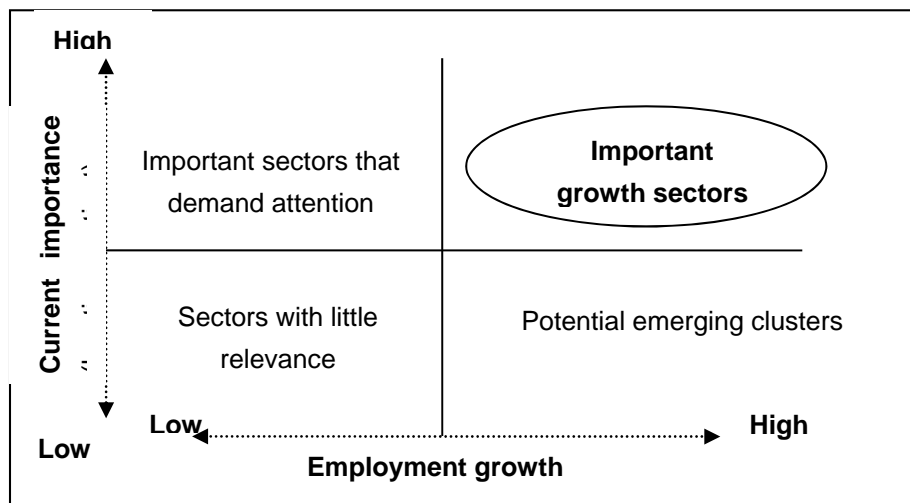 High
Important sectors that
demand attention
Important
growth sectors
Current importance
Sectors with little
relevance
Potential emerging clusters
Low
Low
High
Employment growth